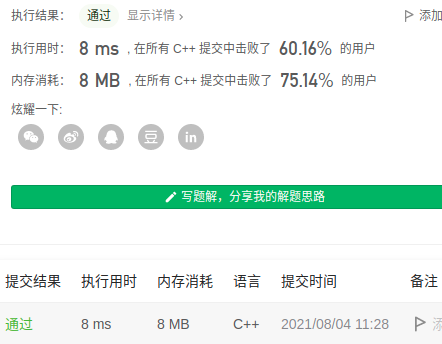 执行结果： 通过 显示详情 › 添加
执行用时： 8 ms , 在所有 C++ 提交中击败了 60.16% 的用户
内存消耗： 8 MB , 在所有 C++ 提交中击败了 75.14% 的用户
炫耀一下:
豆 in
写题解，分享我的解题思路
提交结果 执行用时 内存消耗 语言 提交时间 备注
通过 8 ms 8 MB C++ 2021/08/04 11:28 添